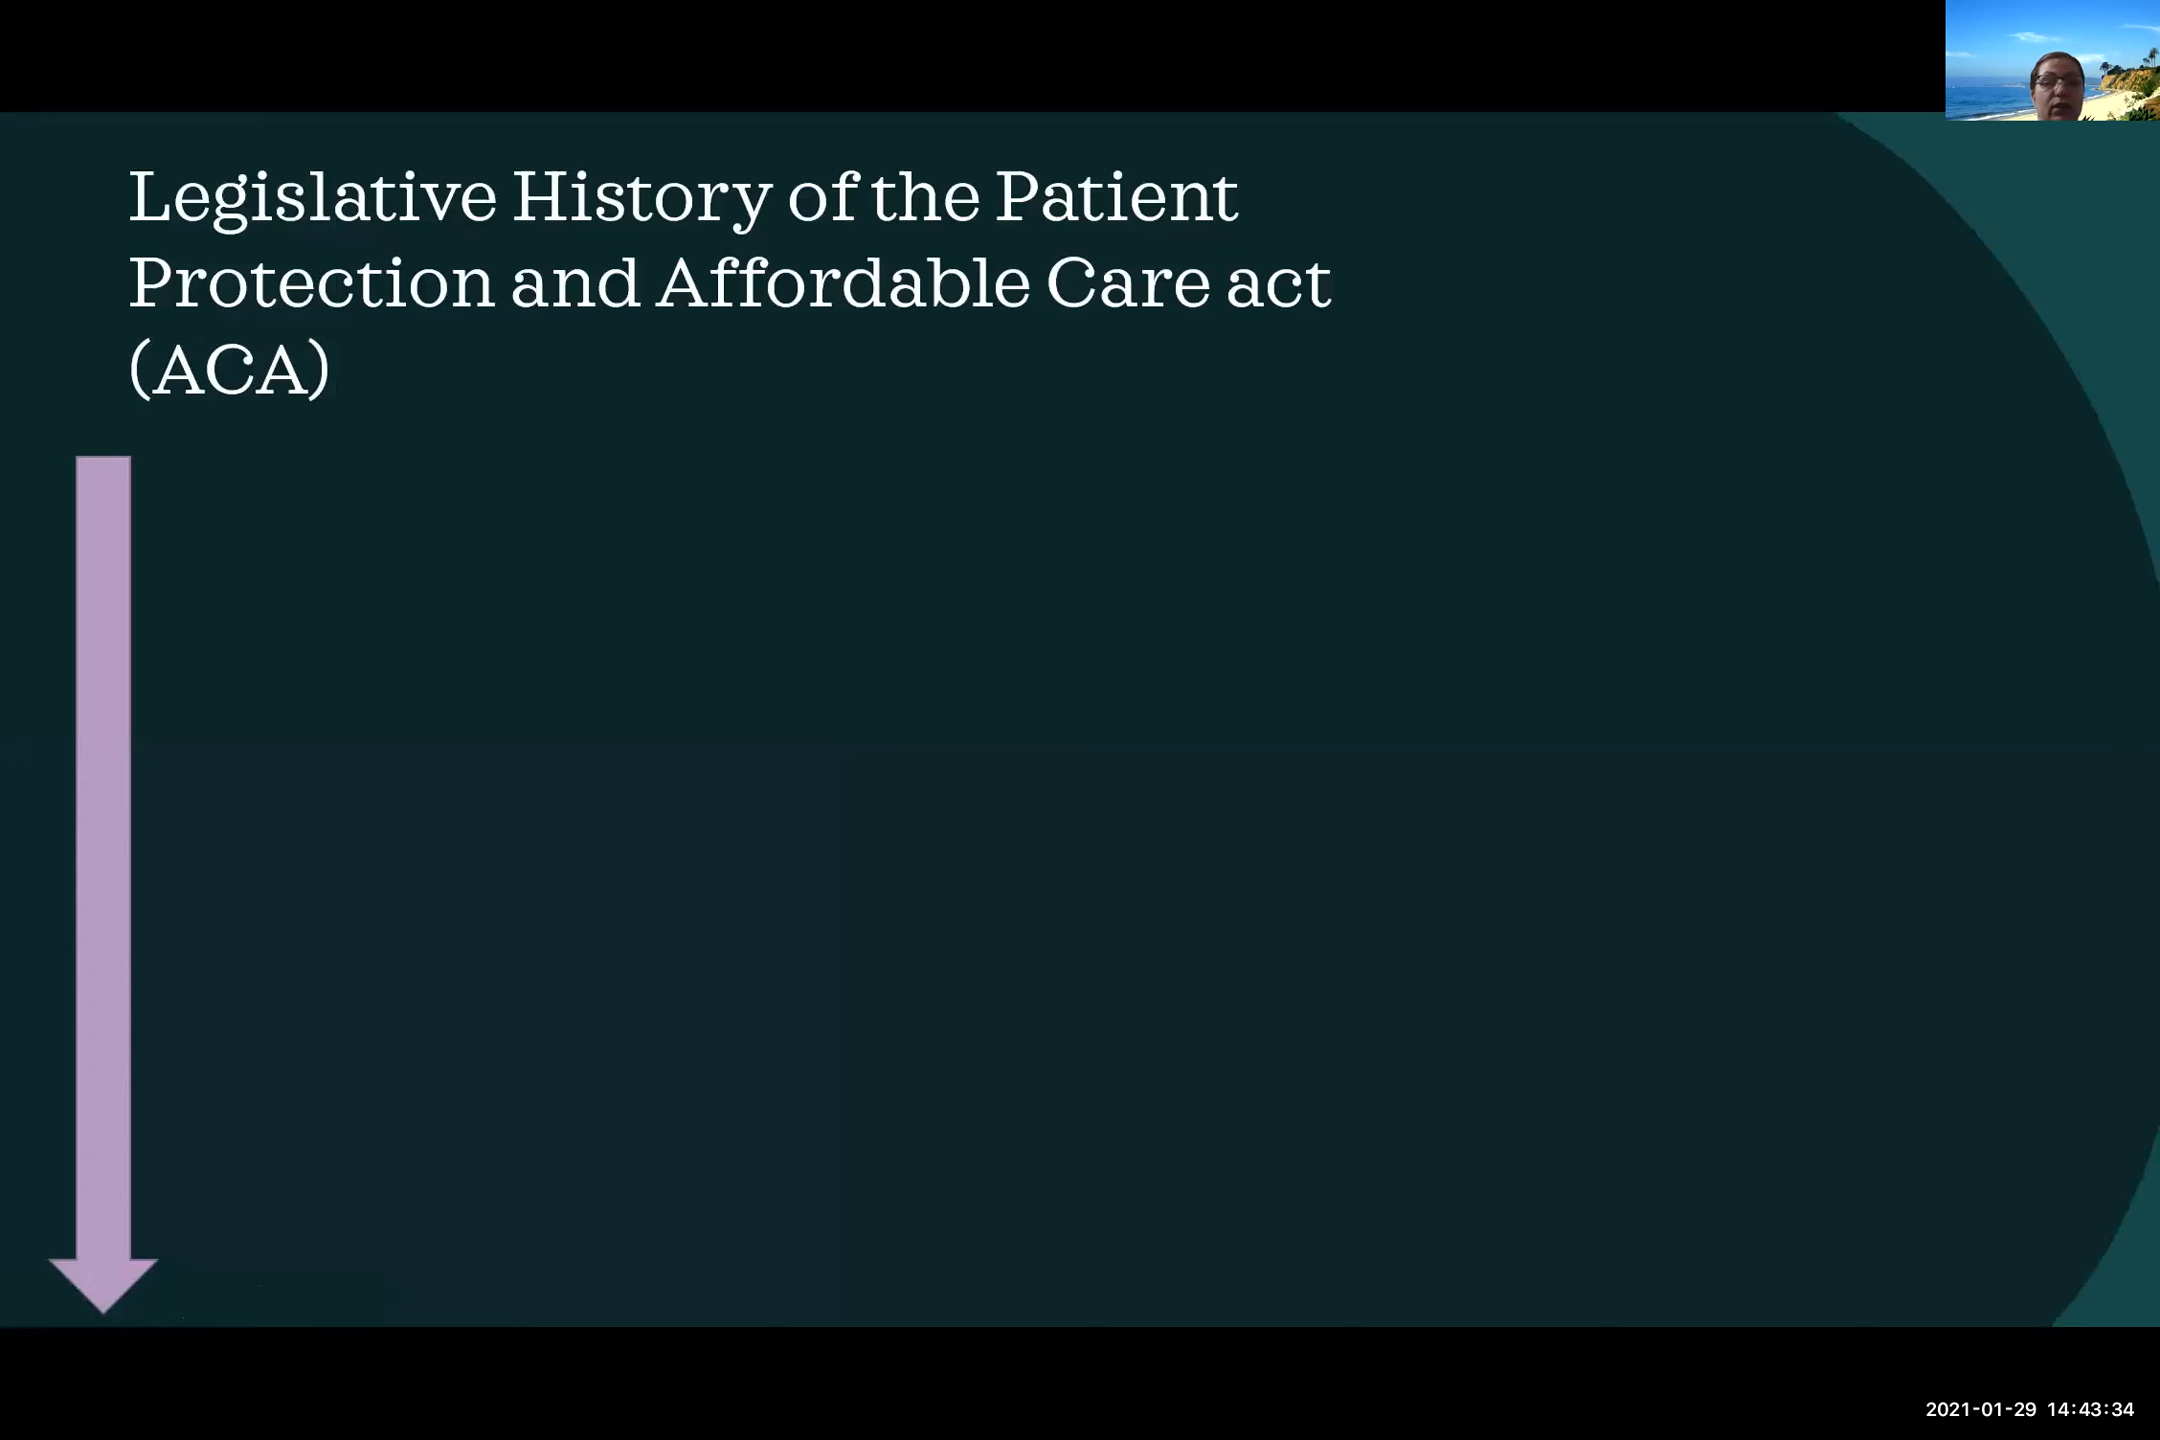 Legislative History of the Patient
Protection and Affordable Care act
(ACA)
2021-01-29 14:43:34